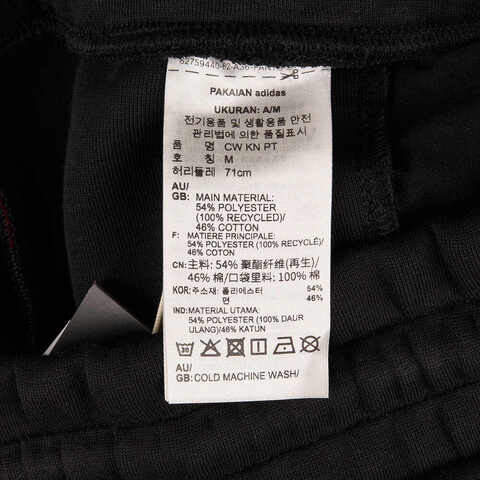 PAKAIAN adidas
UKURAN: A/M
전기용품 및 생활용품 안전
관리법에 의한 품질표시
품 명 CW KN PT
호 칭 M
허리둘레 71cm
AU/
GB: MAIN MATERIAL:
54% POLYESTER
(100% RECYCLED)/
46% COTTON
F: MATIERE PRINCIPALE:
54% POLYESTER (100%
RECYCLE)/46% COTON
CN: 主料: 54% 聚酯纤维(再生)/
46% 棉/口袋里料: 100% 棉
KOR: 주소재: 폴리에스터 54%
면 46%
IND: MATERIAL UTAMA:
54% POLYESTER (100% DAUR
ULANG)/46% KATUN
30
AU/
GB: COLD MACHINE WASH/